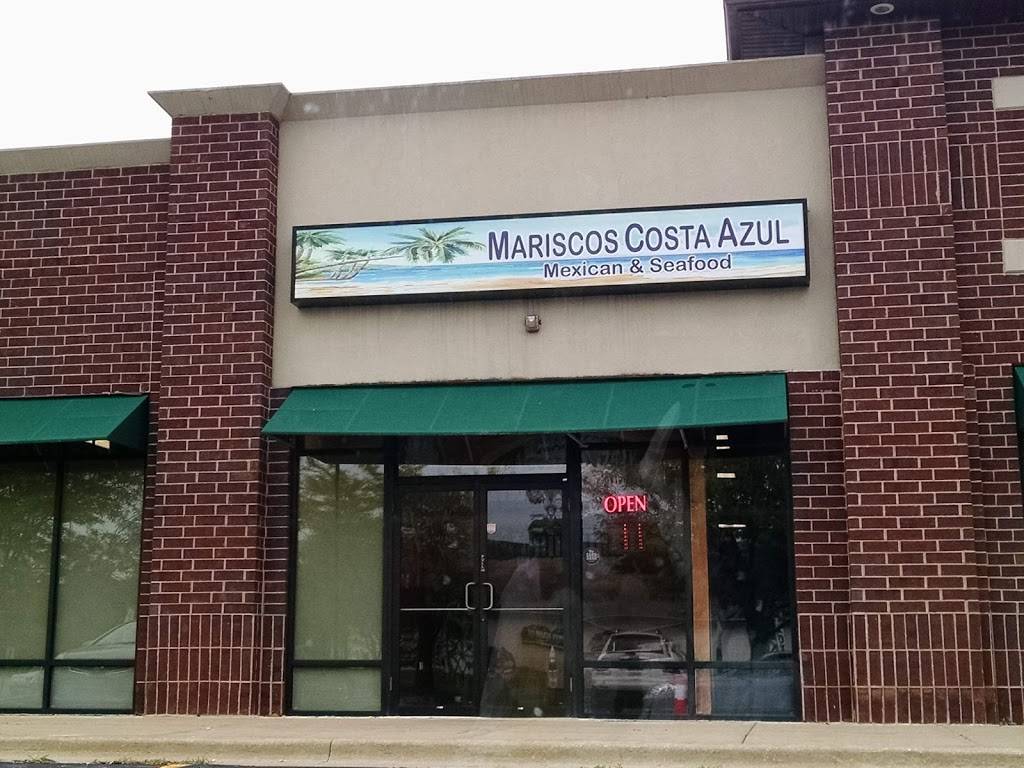 MARISCOS COSTA AZUL
Mexican & Seafood
OPEN